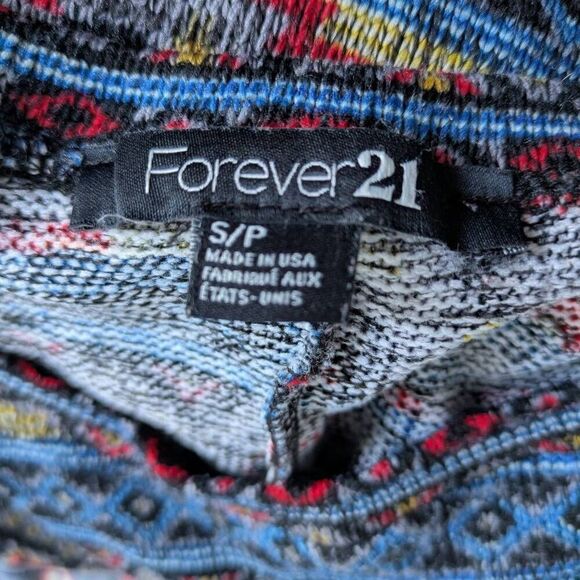 Forever21
S/P
MADE IN USA
FABRIQUÉ AUX
ÉTATS-UNIS